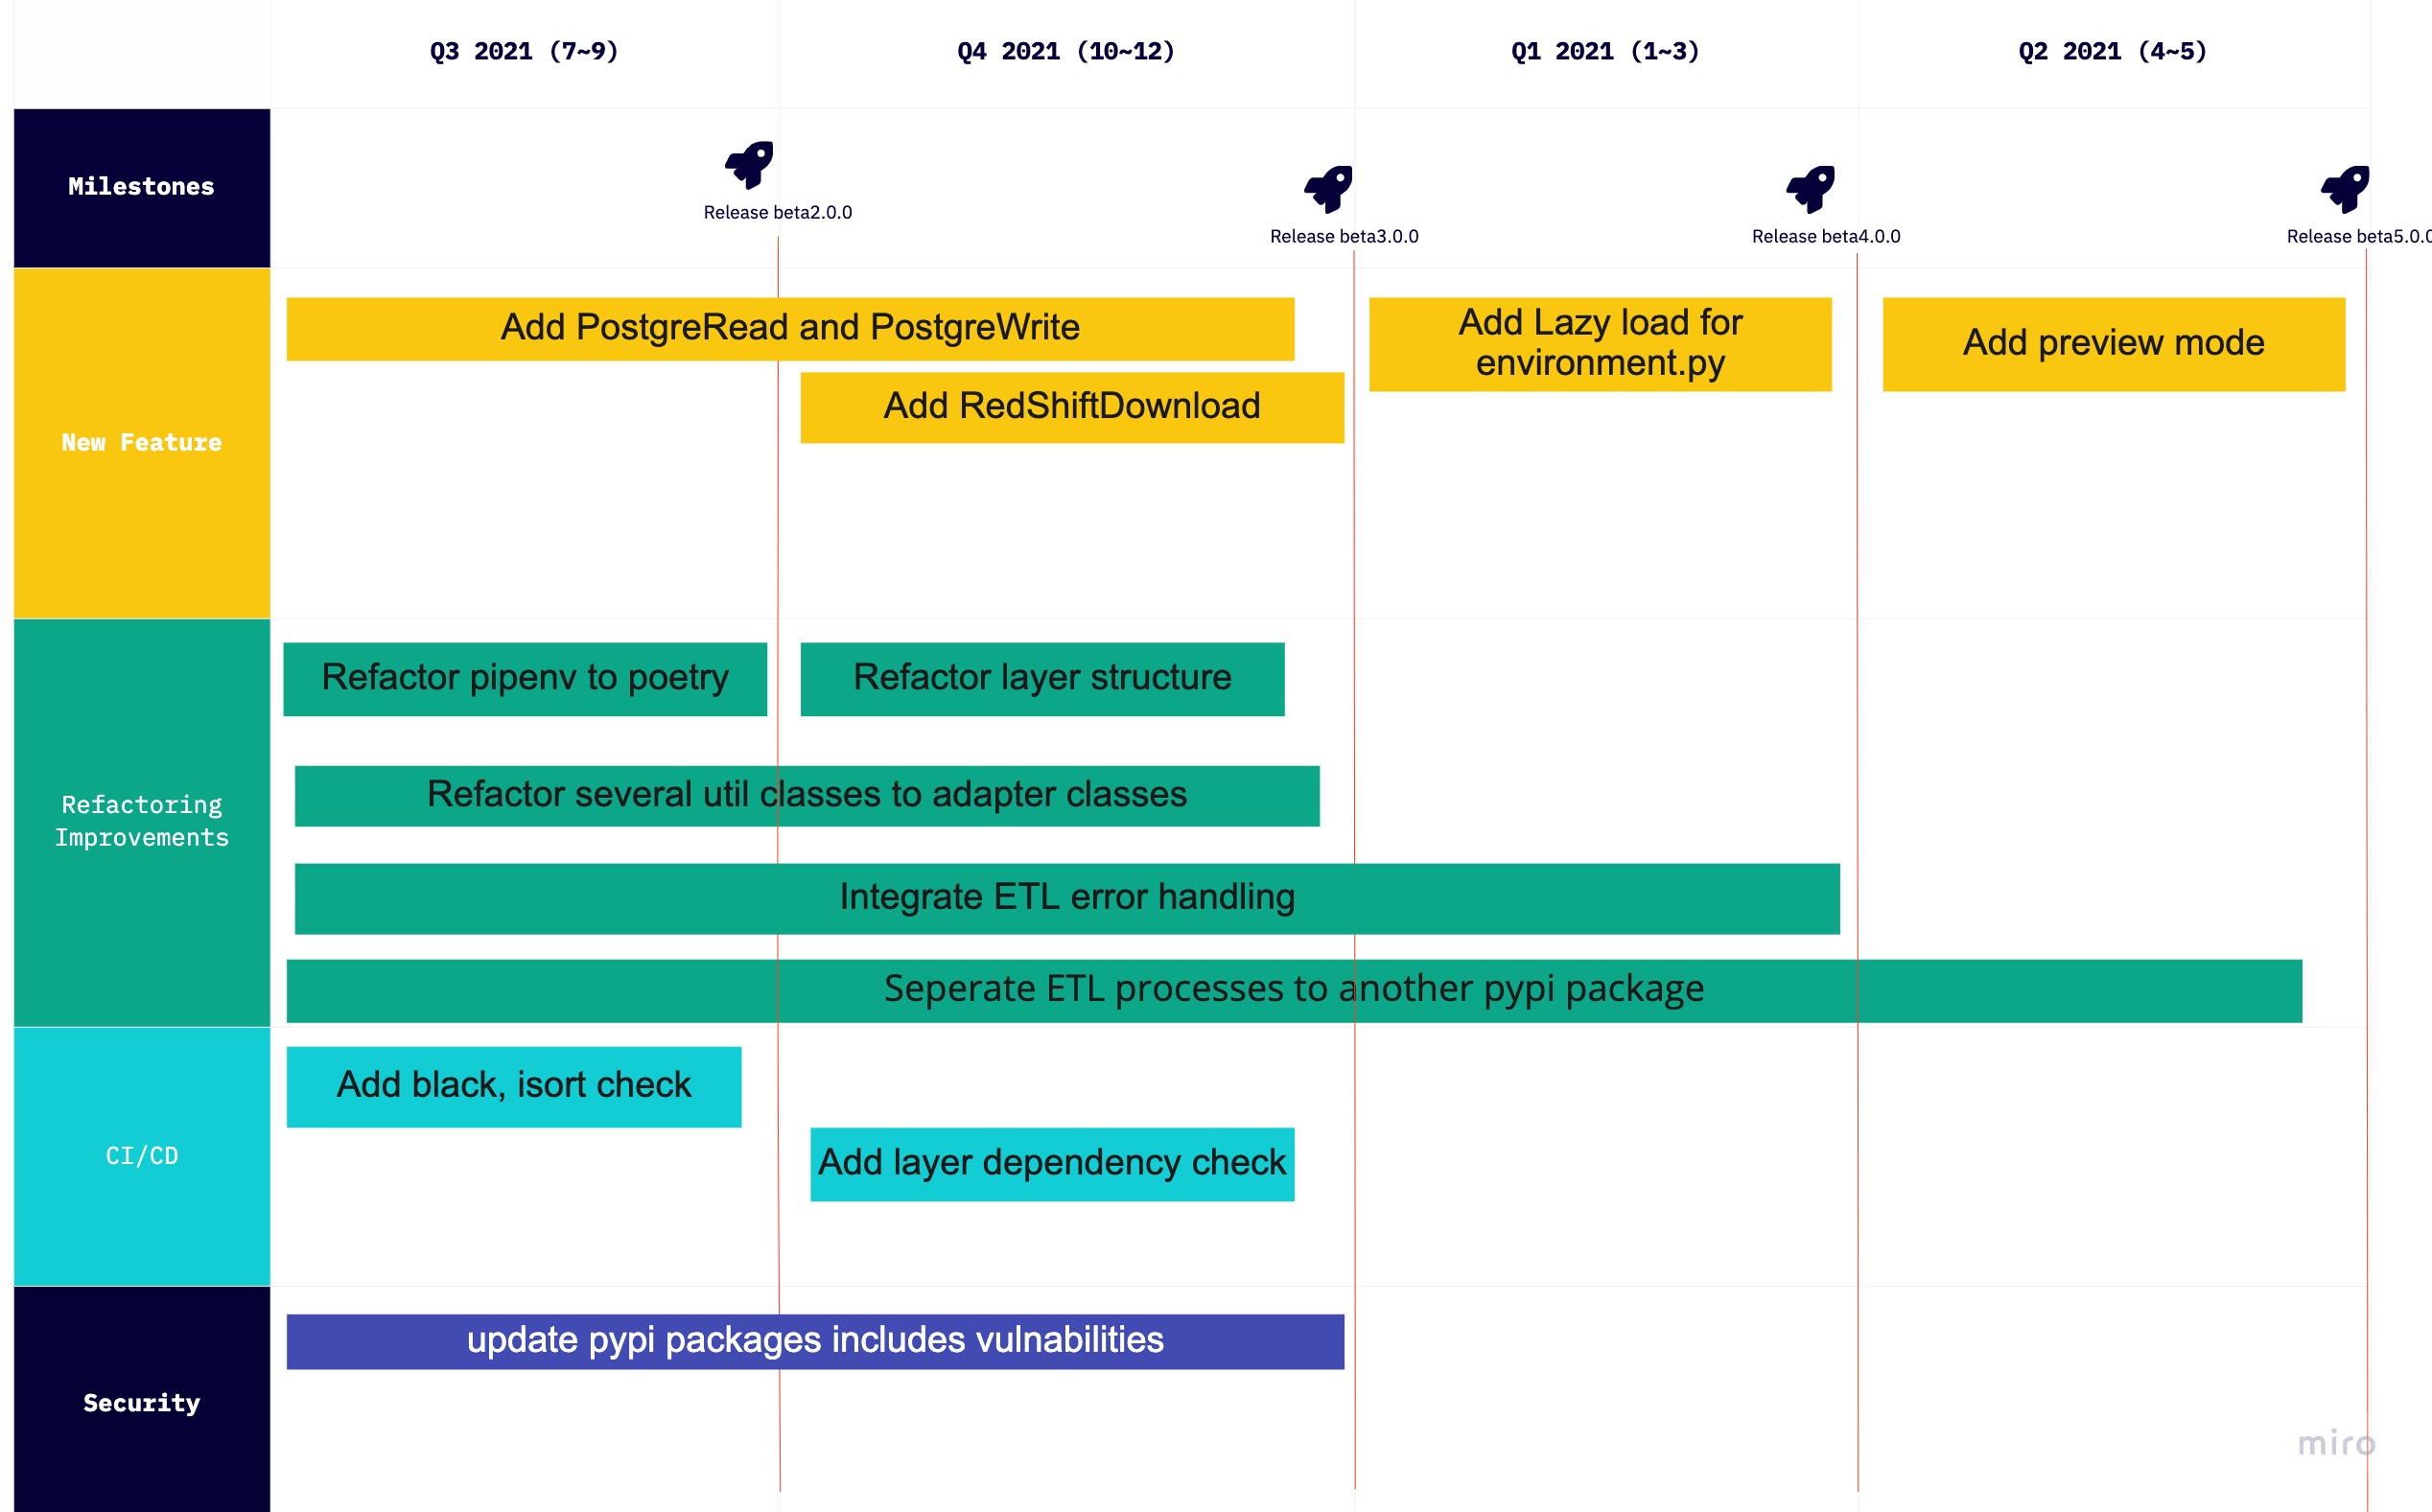 Q3 2021 (7~9)
Q4 2021 (10~12)
Q1 2021 (1~3)
Q2 2021 (4~5)
Milestones
Release beta2.0.0
Release beta3.0.0
Release beta4.0.0
Release beta5.0.0
New Feature
Add PostgreRead and PostgreWrite
Add Lazy load for
environment.py
Add preview mode
Add RedShiftDownload
Refactoring
Improvements
Refactor pipenv to poetry
Refactor layer structure
Refactor several util classes to adapter classes
Integrate ETL error handling
Seperate ETL processes to another pypi package
CI/CD
Add black, isort check
Add layer dependency check
Security
update pypi packages includes vulnabilities
miro